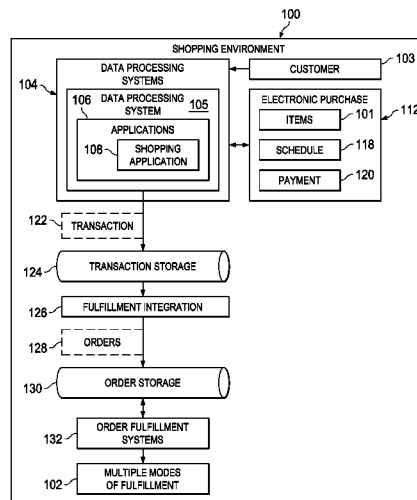 100
SHOPPING ENVIRONMENT
104
DATA PROCESSING
SYSTEMS
DATA PROCESSING
SYSTEM
105
106
APPLICATIONS
108
SHOPPING
APPLICATION
CUSTOMER
103
ELECTRONIC PURCHASE
112
ITEMS
101
SCHEDULE
118
PAYMENT
120
122
TRANSACTION
124
TRANSACTION STORAGE
126
FULFILLMENT INTEGRATION
128
ORDERS
130
ORDER STORAGE
132
ORDER FULFILLMENT
SYSTEMS
102
MULTIPLE MODES
OF FULFILLMENT